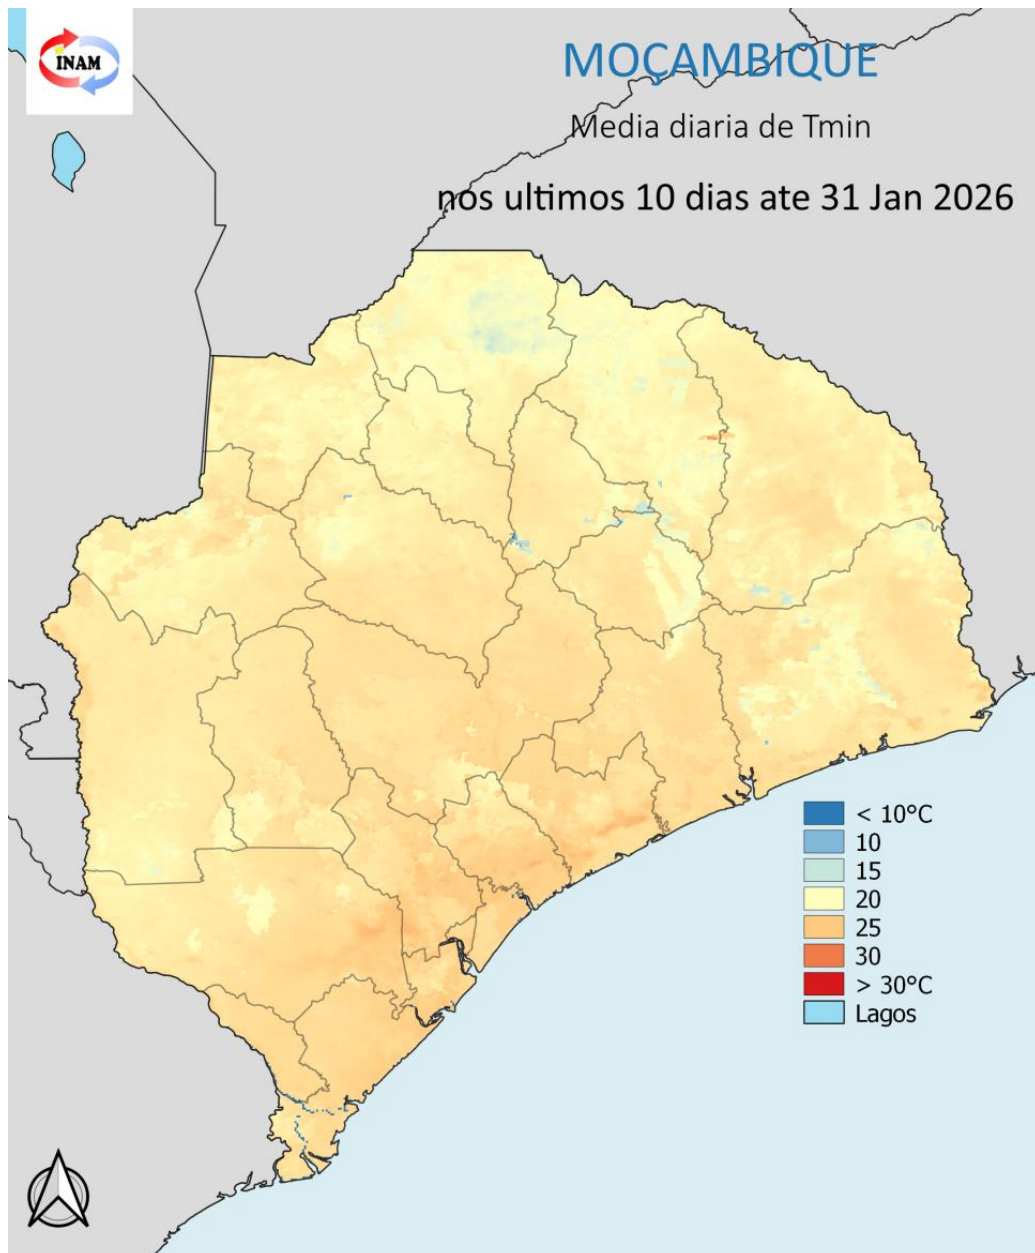 INAM
MOÇAMBIQUE
Media diaria de Tmin
nos ultimos 10 dias ate 31 Jan 2026
< 10°C
10
15
20
25
30
> 30°C
Lagos